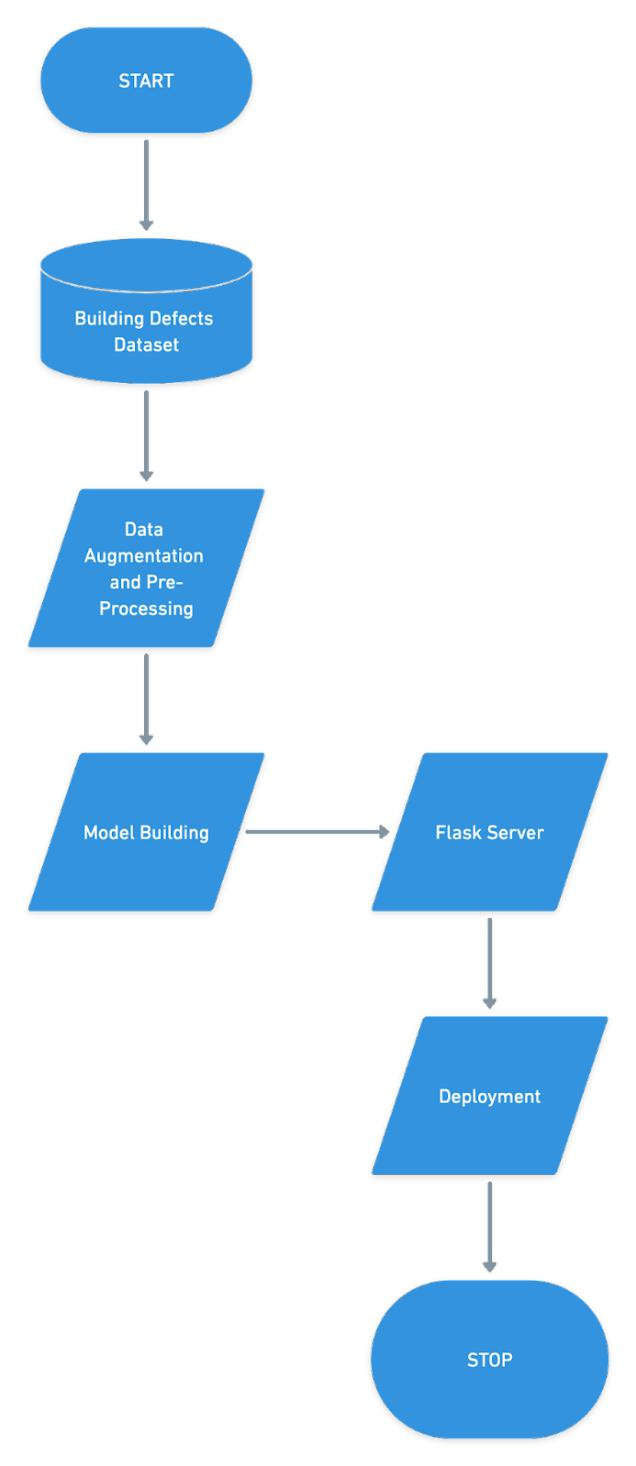 START
Building Defects
Dataset
Data
Augmentation
and Pre-
Processing
Model Building
Flask Server
Deployment
STOP